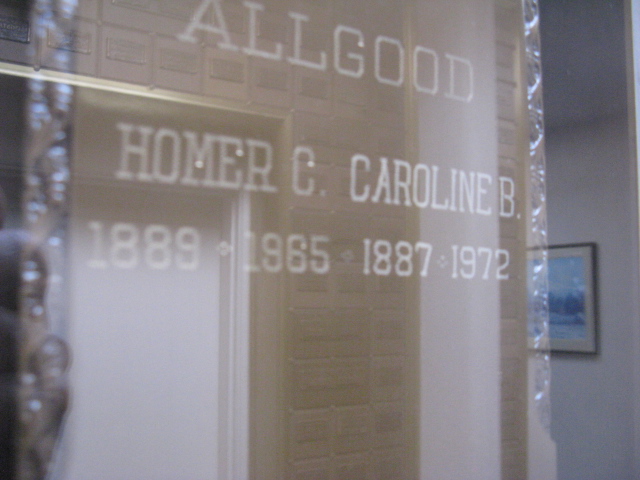 ALLGOOD
HOMER C. CAROLINE B.
1889 1965 1887 1972